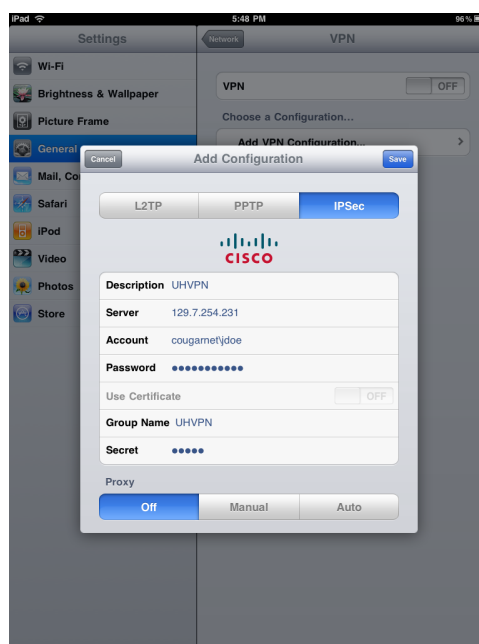 iPad 5:48 PM 96%
Settings Network VPN
Wi-Fi
Brightness & Wallpaper
Picture Frame
General
Mail, Co
Safari
iPod
Video
Photos
Store
VPN OFF
Choose a Configuration...
Add VPN Configuration...
Cancel Add Configuration Save
L2TP PPTP IPSec
CISCO
Description UHVPN
Server 129.7.254.231
Account cougarnet\jdoe
Password •••••••••••
Use Certificate OFF
Group Name UHVPN
Secret •••••
Proxy
Off Manual Auto